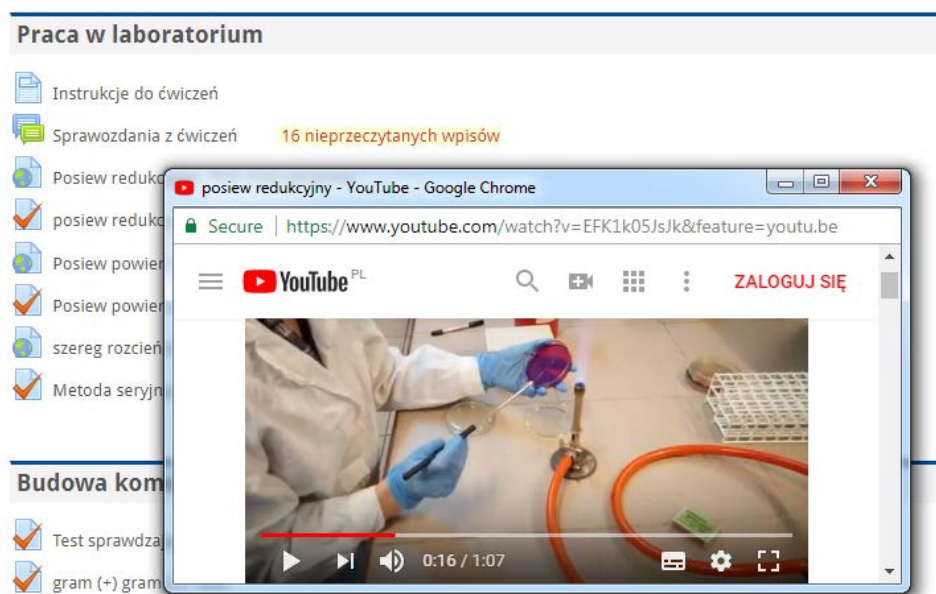 Praca w laboratorium
Instrukcje do ćwiczeń
Sprawozdania z ćwiczeń 16 nieprzeczytanych wpisów
Posiew redukc
posiew redukc
Posiew powier
Posiew powier
szereg rozcień
Metoda seryjn
posiew redukcyjny - YouTube - Google Chrome
Secure https://www.youtube.com/watch?v=EFK1k05JsJk&feature=youtu.be
YouTube PL ZALOGUJ SIĘ
0:16 / 1:07
Budowa kom
Test sprawdzaj
gram (+) gram